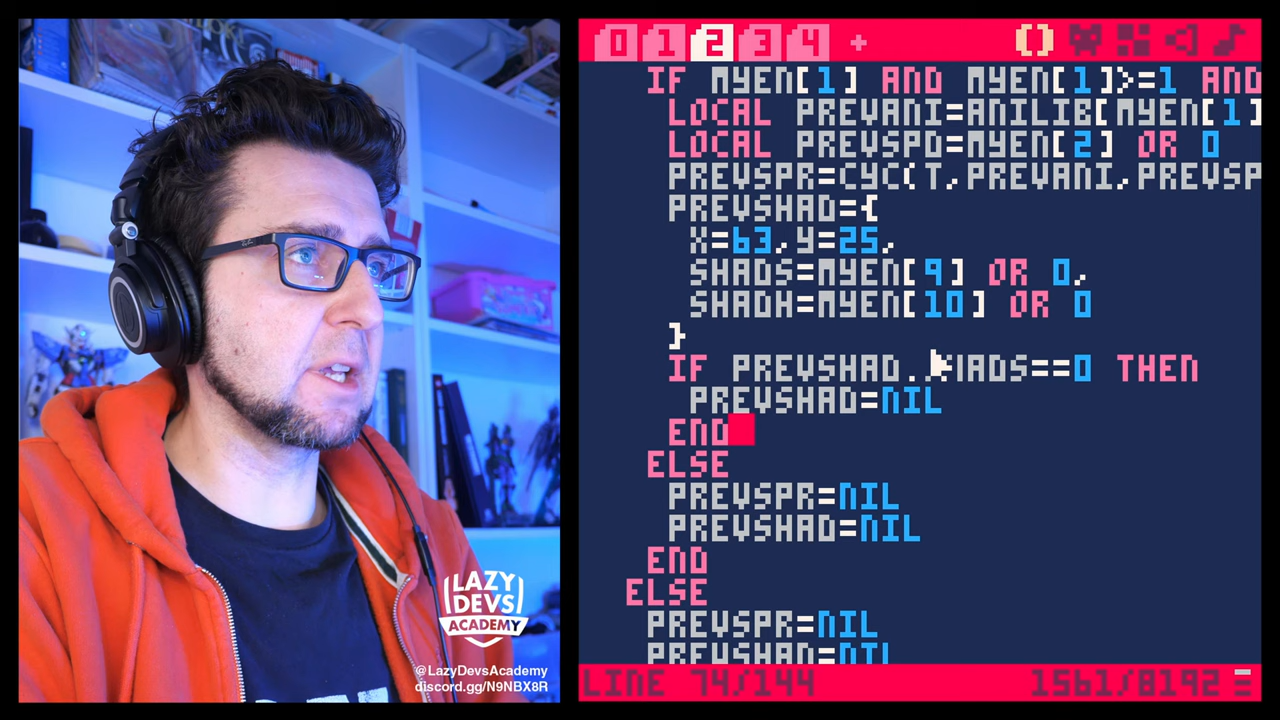 0 1 2 3 4 +
IF MYEN[1] AND MYEN[1]>=1 AND
LOCAL PREVANI=ANILIB[MYEN[1]
LOCAL PREVSPD=MYEN[2] OR 0
PREVSPR=CYC(T,PREVANI,PREVSP
PREVSHAD={
X=63,Y=25,
SHADS=MYEN[9] OR 0,
SHADH=MYEN[10] OR 0
}
IF PREVSHAD.SHADS==0 THEN
PREVSHAD=NIL
END
ELSE
PREVSPR=NIL
PREVSHAD=NIL
END
ELSE
PREVSPR=NIL
PREVSHAD=NIL
LINE 74/144 1561/8192
LAZY
DEVS
ACADEMY
@LazyDevsAcademy
discord.gg/N9NBX8R